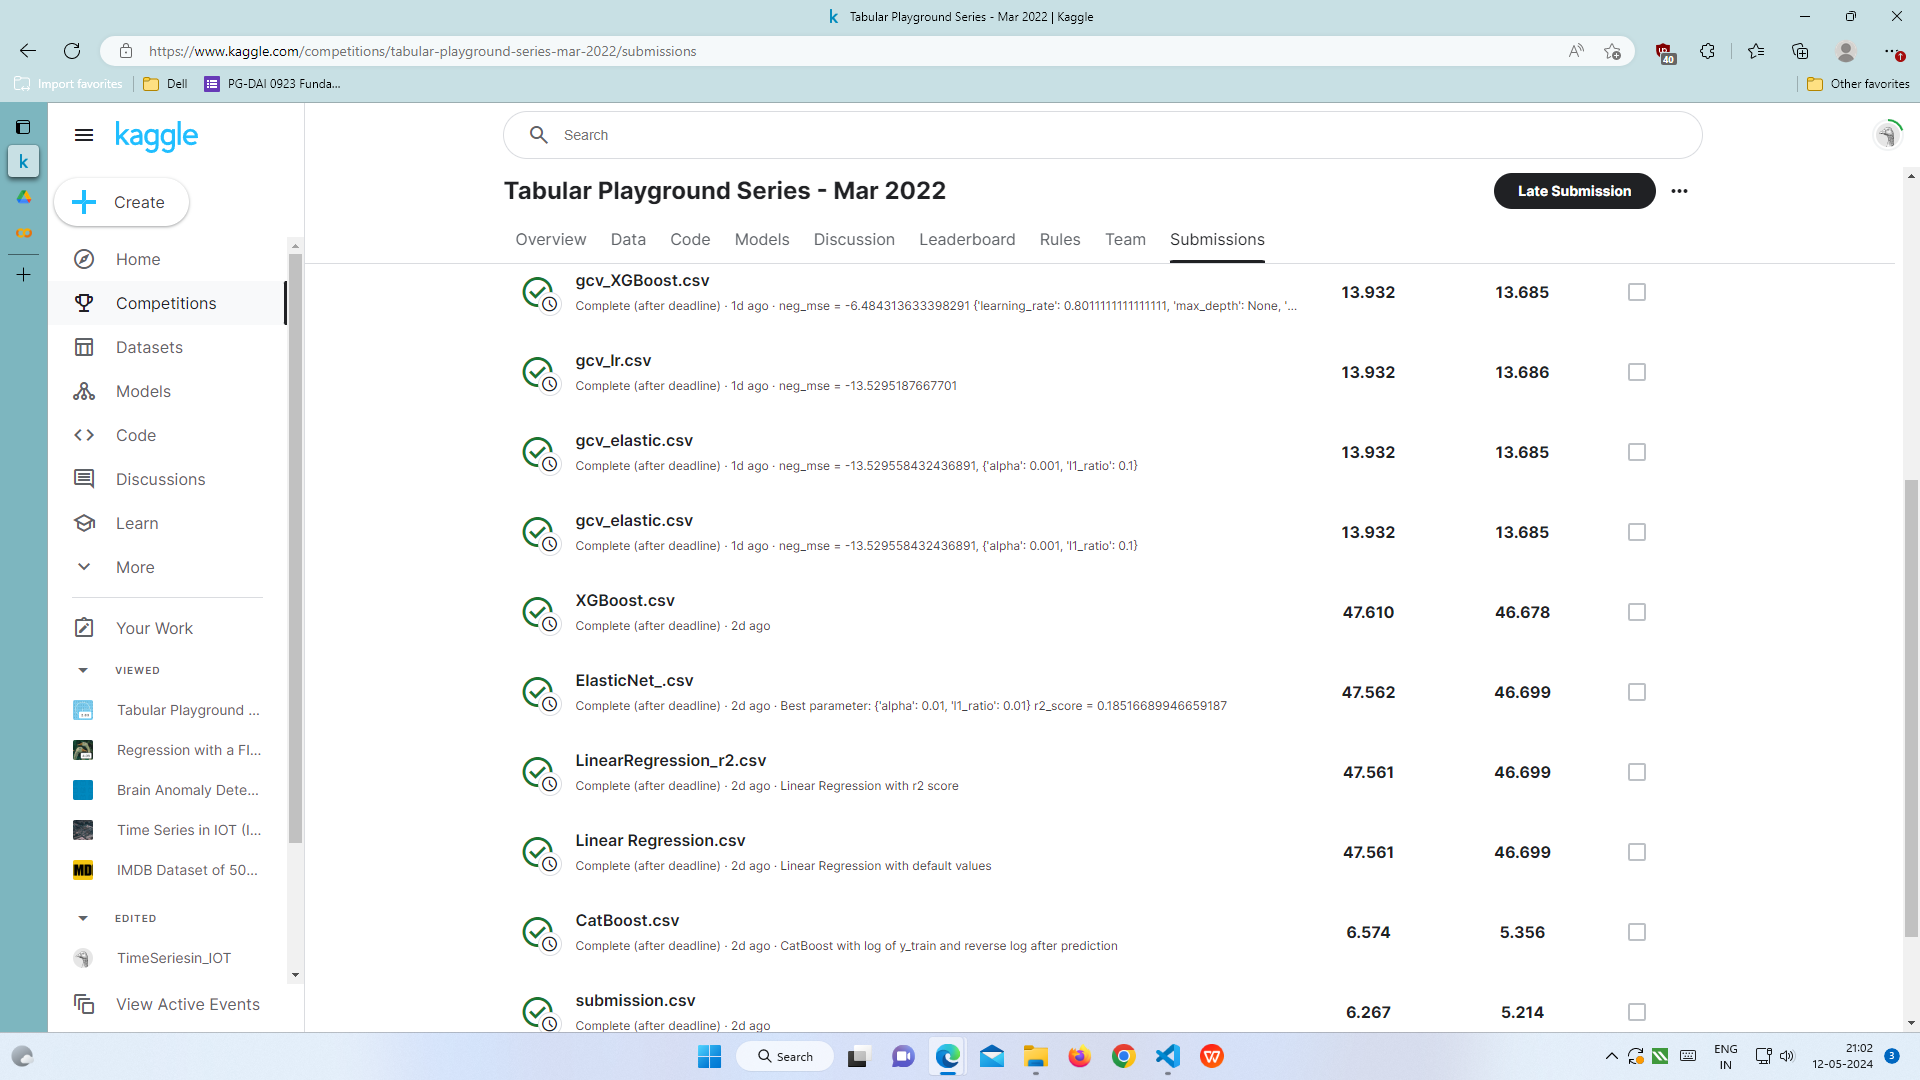 Tabular Playground Series - Mar 2022 | Kaggle
https://www.kaggle.com/competitions/tabular-playground-series-mar-2022/submissions
40
Import favorites
Dell
PG-DAI 0923 Funda...
Other favorites
kaggle
Search
Create
Tabular Playground Series - Mar 2022
Late Submission
Overview Data Code Models Discussion Leaderboard Rules Team Submissions
Home
Competitions
Datasets
Models
Code
Discussions
Learn
More
Your Work
VIEWED
Tabular Playground ...
Regression with a Fl...
Brain Anomaly Dete...
Time Series in IOT (I...
IMDB Dataset of 50...
EDITED
TimeSeriesin_IOT
View Active Events
gcv_XGBoost.csv
Complete (after deadline) · 1d ago · neg_mse = -6.484313633398291 {'learning_rate': 0.8011111111111111, 'max_depth': None, '...
13.932 13.685
gcv_lr.csv
Complete (after deadline) · 1d ago · neg_mse = -13.5295187667701
13.932 13.686
gcv_elastic.csv
Complete (after deadline) · 1d ago · neg_mse = -13.529558432436891, {'alpha': 0.001, 'l1_ratio': 0.1}
13.932 13.685
gcv_elastic.csv
Complete (after deadline) · 1d ago · neg_mse = -13.529558432436891, {'alpha': 0.001, 'l1_ratio': 0.1}
13.932 13.685
XGBoost.csv
Complete (after deadline) · 2d ago
47.610 46.678
ElasticNet_.csv
Complete (after deadline) · 2d ago · Best parameter: {'alpha': 0.01, 'l1_ratio': 0.01} r2_score = 0.18516689946659187
47.562 46.699
LinearRegression_r2.csv
Complete (after deadline) · 2d ago · Linear Regression with r2 score
47.561 46.699
Linear Regression.csv
Complete (after deadline) · 2d ago · Linear Regression with default values
47.561 46.699
CatBoost.csv
Complete (after deadline) · 2d ago · CatBoost with log of y_train and reverse log after prediction
6.574 5.356
submission.csv
Complete (after deadline) · 2d ago
6.267 5.214
Search
ENG
IN
21:02
12-05-2024
3